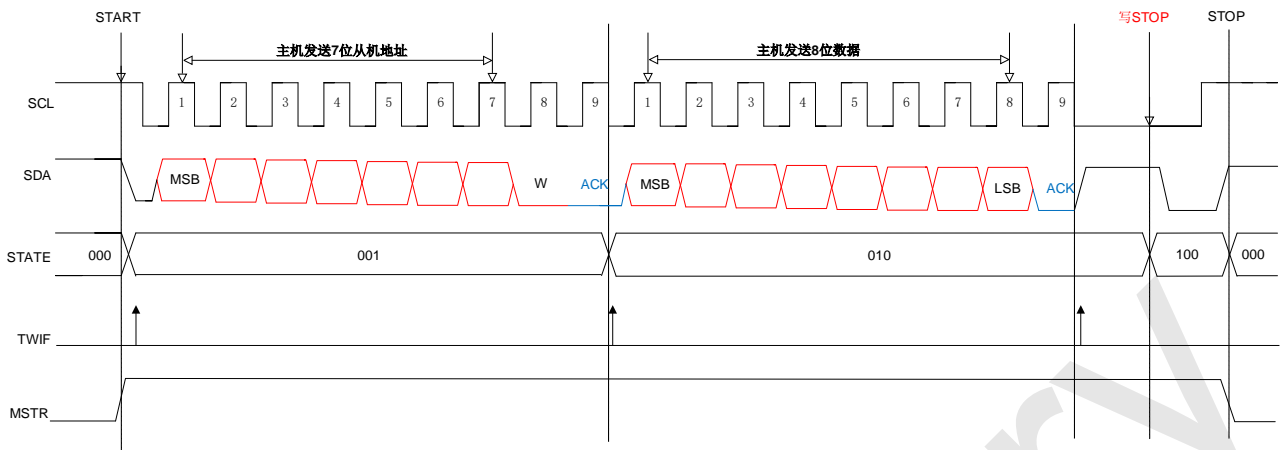 START 写STOP STOP
主机发送7位从机地址 主机发送8位数据
SCL 1 2 3 4 5 6 7 8 9 1 2 3 4 5 6 7 8 9
SDA MSB W ACK MSB LSB ACK
STATE 000 001 010 100 000
TWIF
MSTR